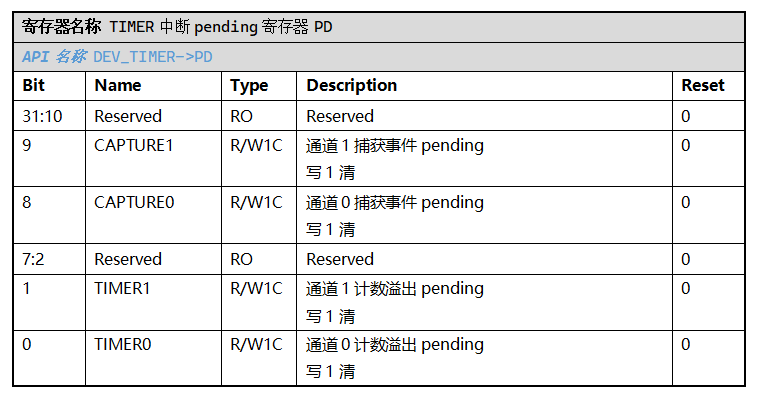 寄存器名称 TIMER 中断 pending 寄存器 PD
API 名称 DEV_TIMER->PD
Bit Name Type Description Reset
31:10 Reserved RO Reserved 0
9 CAPTURE1 R/W1C 通道 1 捕获事件 pending 0
写 1 清
8 CAPTURE0 R/W1C 通道 0 捕获事件 pending 0
写 1 清
7:2 Reserved RO Reserved 0
1 TIMER1 R/W1C 通道 1 计数溢出 pending 0
写 1 清
0 TIMER0 R/W1C 通道 0 计数溢出 pending 0
写 1 清